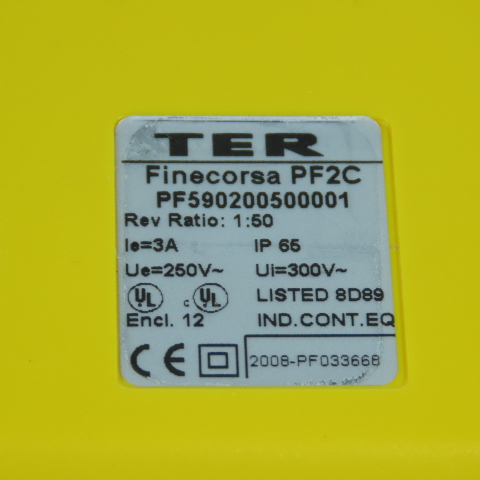 TER
Finecorsa PF2C
PF590200500001
Rev Ratio: 1:50
Ie=3A IP 65
Ue=250V~ Ui=300V~
UL c UL LISTED 8D89
Encl. 12 IND.CONT.EQ
CE 2008-PF033668